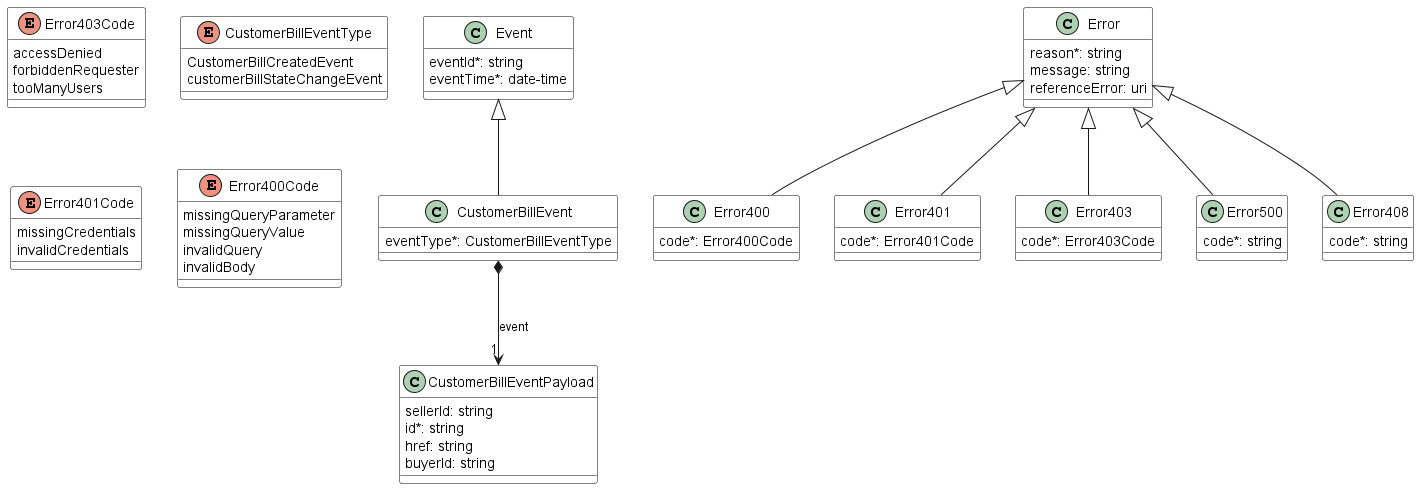 E Error403Code
accessDenied
forbiddenRequester
tooManyUsers
E CustomerBillEventType
CustomerBillCreatedEvent
customerBillStateChangeEvent
C Event
eventId*: string
eventTime*: date-time
C Error
reason*: string
message: string
referenceError: uri
E Error401Code
missingCredentials
invalidCredentials
E Error400Code
missingQueryParameter
missingQueryValue
invalidQuery
invalidBody
C CustomerBillEvent
eventType*: CustomerBillEventType
C Error400
code*: Error400Code
C Error401
code*: Error401Code
C Error403
code*: Error403Code
C Error500
code*: string
C Error408
code*: string
event
1
C CustomerBillEventPayload
sellerId: string
id*: string
href: string
buyerId: string